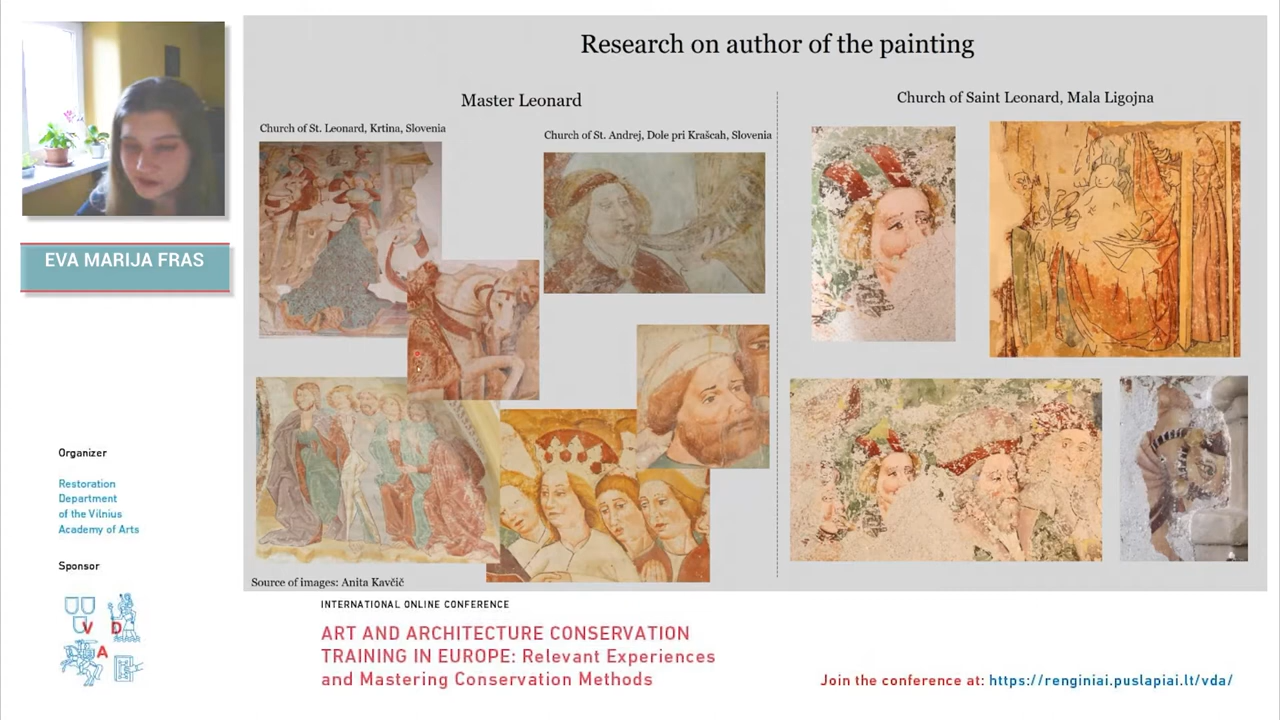 Research on author of the painting
Master Leonard
Church of St. Leonard, Krtina, Slovenia
Church of St. Andrej, Dole pri Krašcah, Slovenia
Church of Saint Leonard, Mala Ligojna
Source of images: Anita Kavčič
EVA MARIJA FRAS
Organizer
Restoration
Department
of the Vilnius
Academy of Arts
Sponsor
V D
A
INTERNATIONAL ONLINE CONFERENCE
ART AND ARCHITECTURE CONSERVATION
TRAINING IN EUROPE: Relevant Experiences
and Mastering Conservation Methods
Join the conference at: https://renginiai.puslapiai.lt/vda/